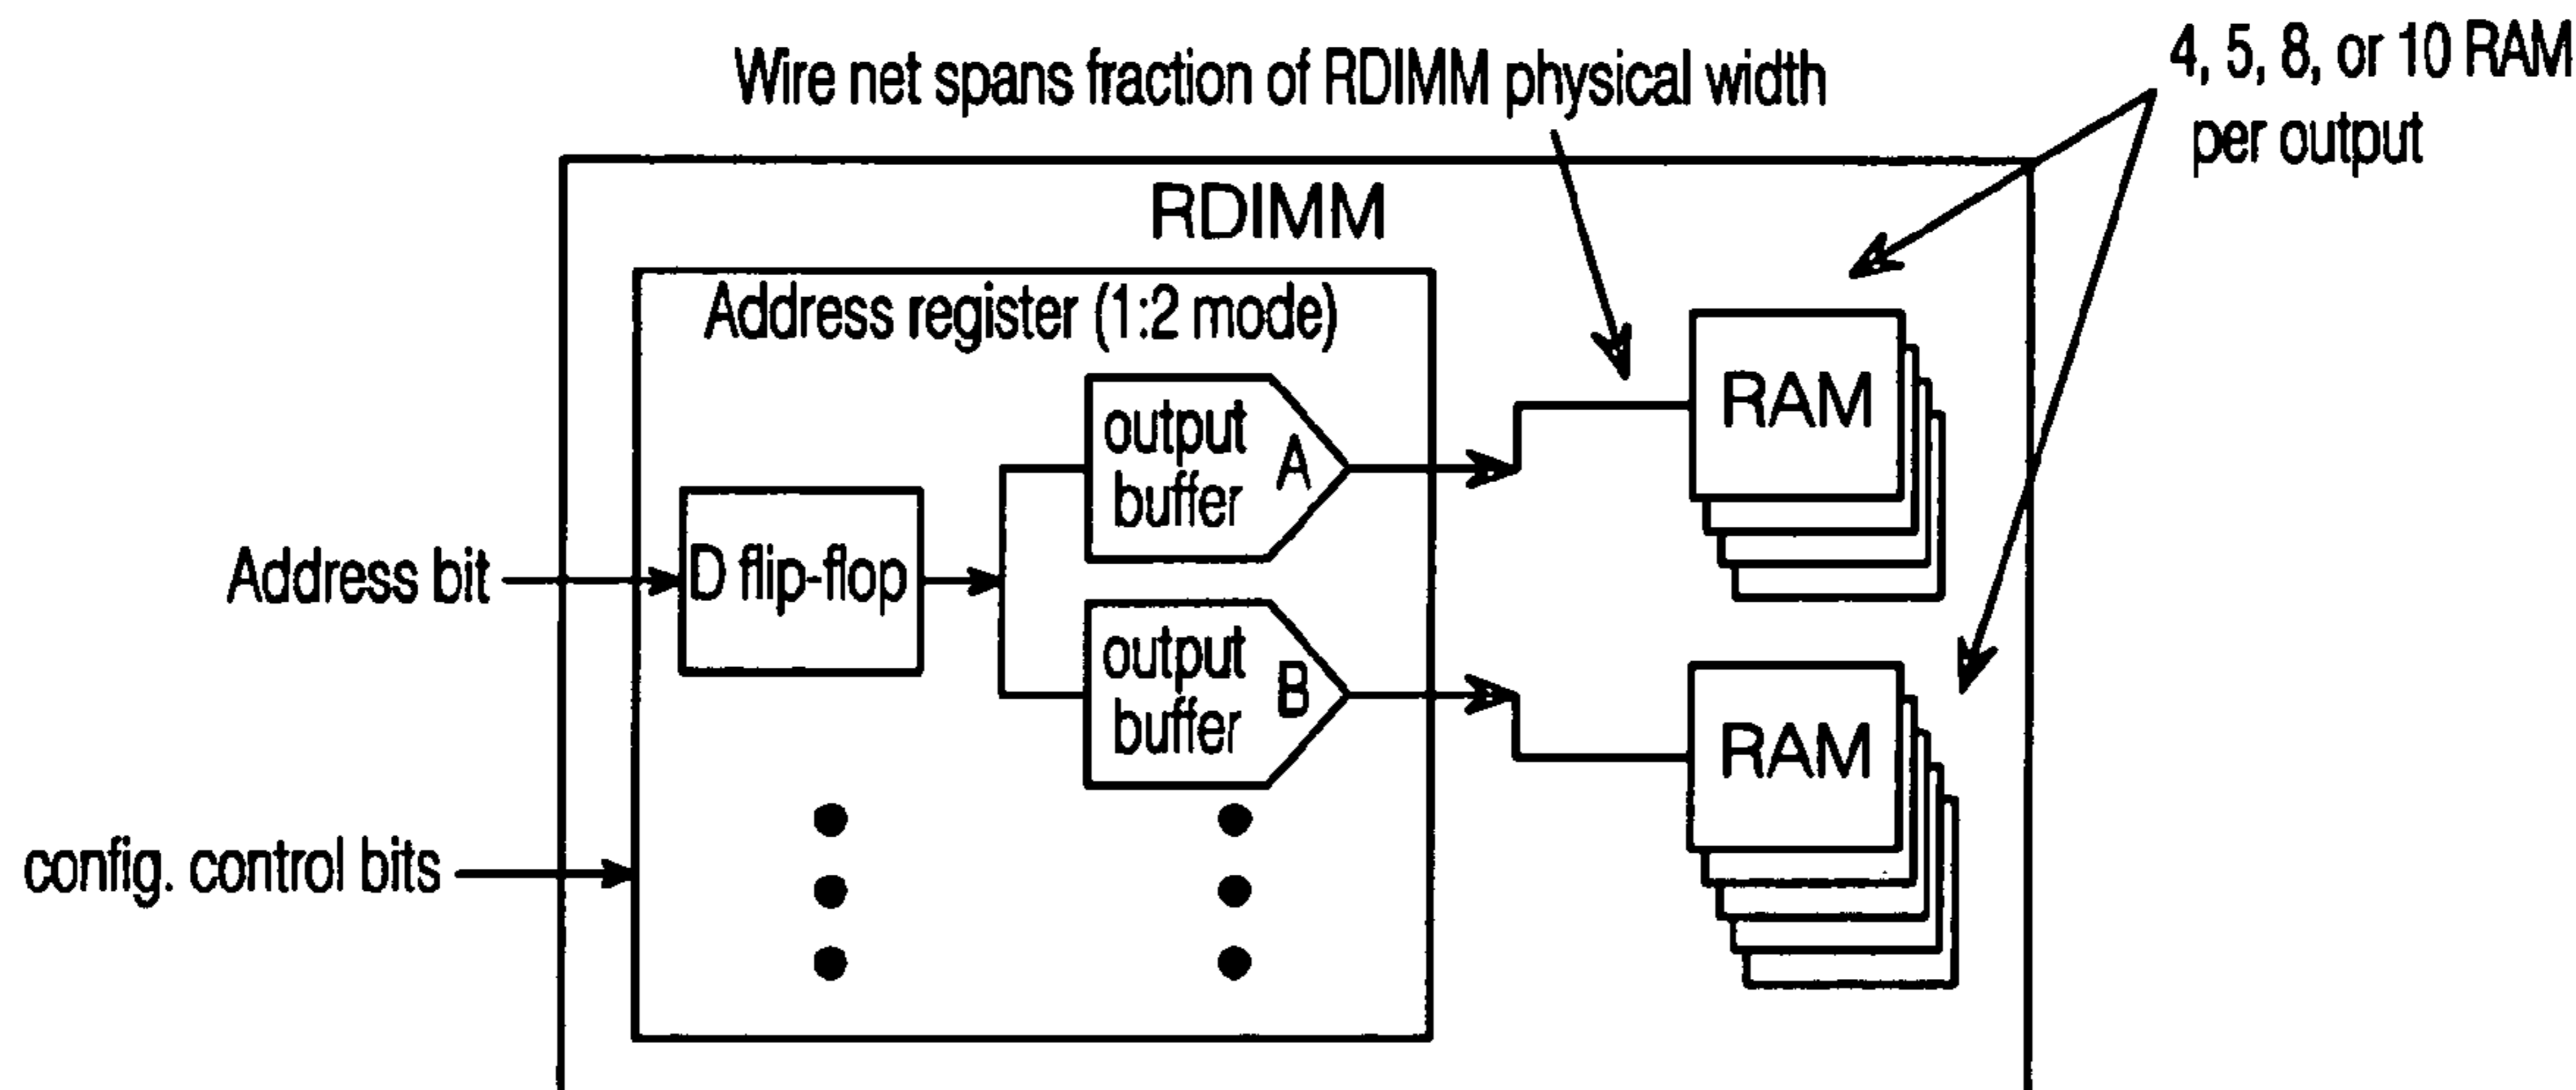 Wire net spans fraction of RDIMM physical width
4, 5, 8, or 10 RAM
per output
RDIMM
Address register (1:2 mode)
output
buffer
A
RAM
Address bit
D flip-flop
output
buffer
B
RAM
config. control bits